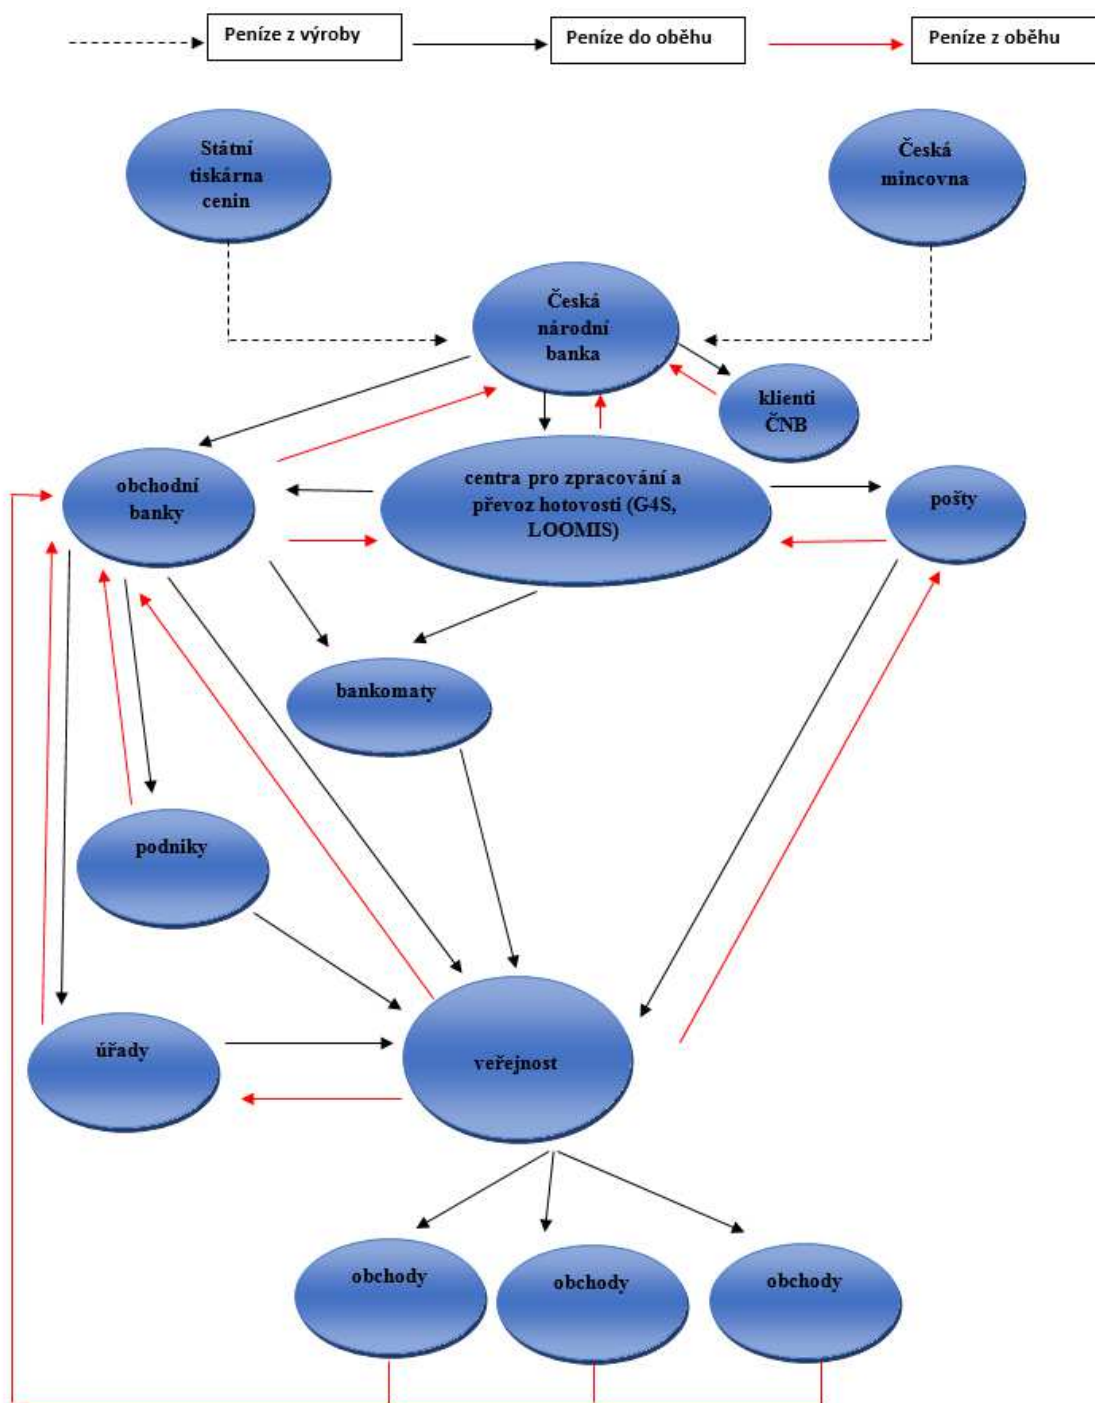 Peníze z výroby
Peníze do oběhu
Peníze z oběhu
Státní
tiskárna
cenin
Česká
mincovna
Česká
národní
banka
klienti
ČNB
obchodní
banky
centra pro zpracování a
převoz hotovosti (G4S,
LOOMIS)
pošty
bankomaty
podniky
úřady
veřejnost
obchody
obchody
obchody